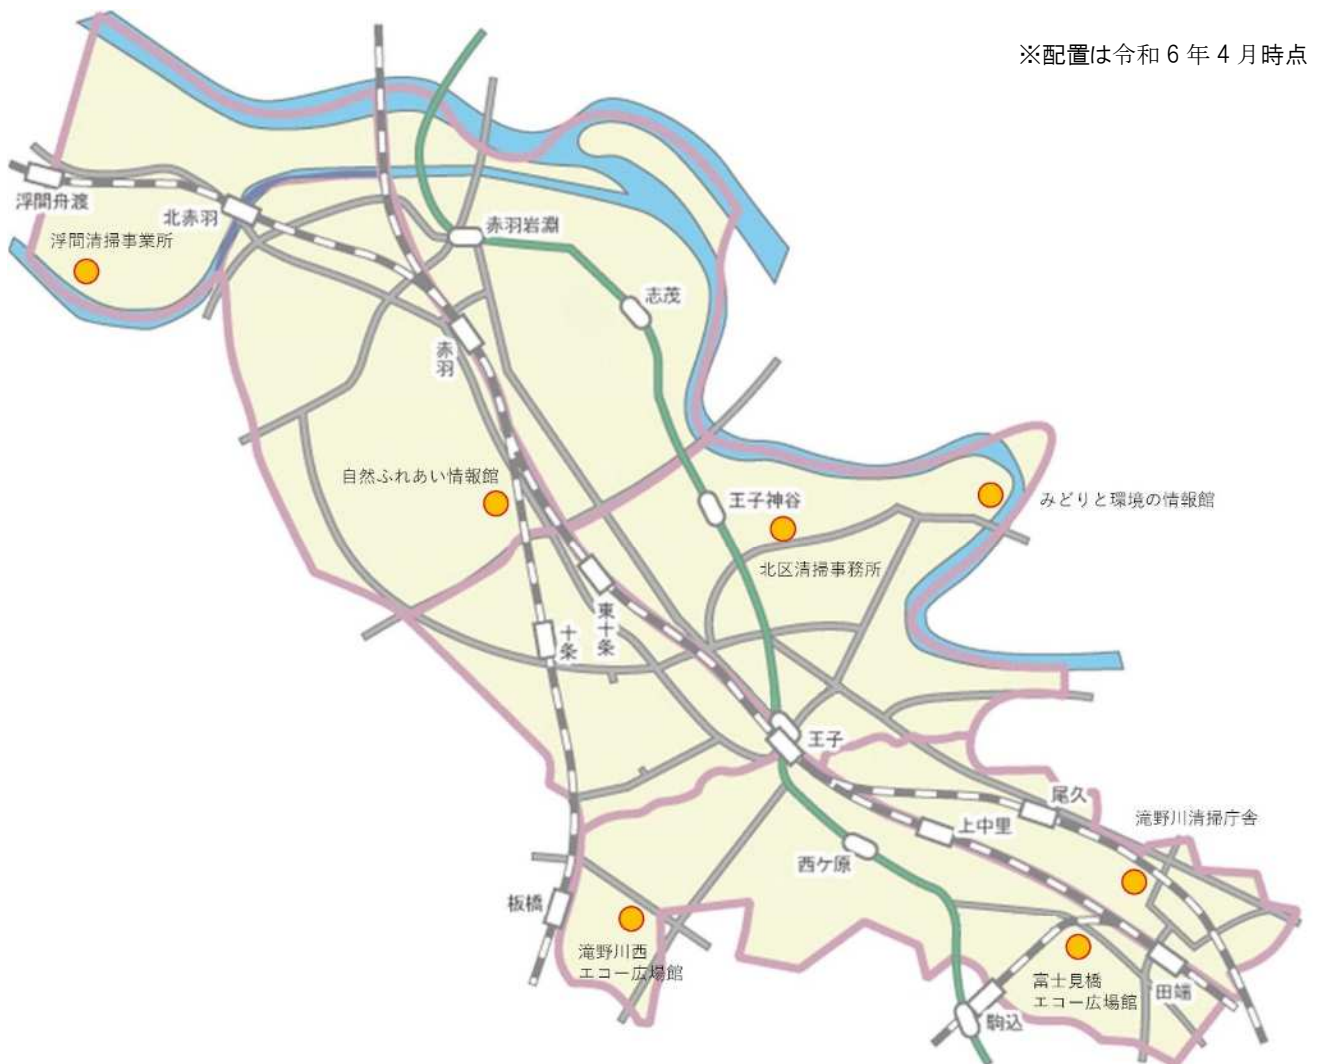 ※配置は令和6年4月時点
浮間舟渡
北赤羽
浮間清掃事業所
赤羽岩淵
志茂
赤羽
自然ふれあい情報館
王子神谷
みどりと環境の情報館
北区清掃事務所
東十条
十条
王子
尾久
滝野川清掃庁舎
上中里
西ケ原
板橋
滝野川西
エコー広場館
富士見橋
エコー広場館
田端
駒込